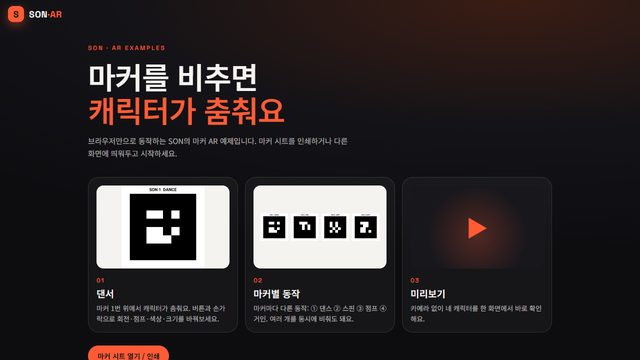 S SON·AR
SON · AR EXAMPLES
마커를 비추면
캐릭터가 춤춰요
브라우저만으로 동작하는 SON의 마커 AR 예제입니다. 마커 시트를 인쇄하거나 다른
화면에 띄워두고 시작하세요.
SON 1 DANCE
01
댄서
마커 1번 위에서 캐릭터가 춤춰요. 버튼과 손가
락으로 회전·점프·색상·크기를 바꿔보세요.
02
마커별 동작
마커마다 다른 동작: ① 댄스 ② 스핀 ③ 점프 ④
거인. 여러 개를 동시에 비춰도 돼요.
03
미리보기
카메라 없이 네 캐릭터를 한 화면에서 바로 확인
해요.
마커 시트 열기 / 인쇄